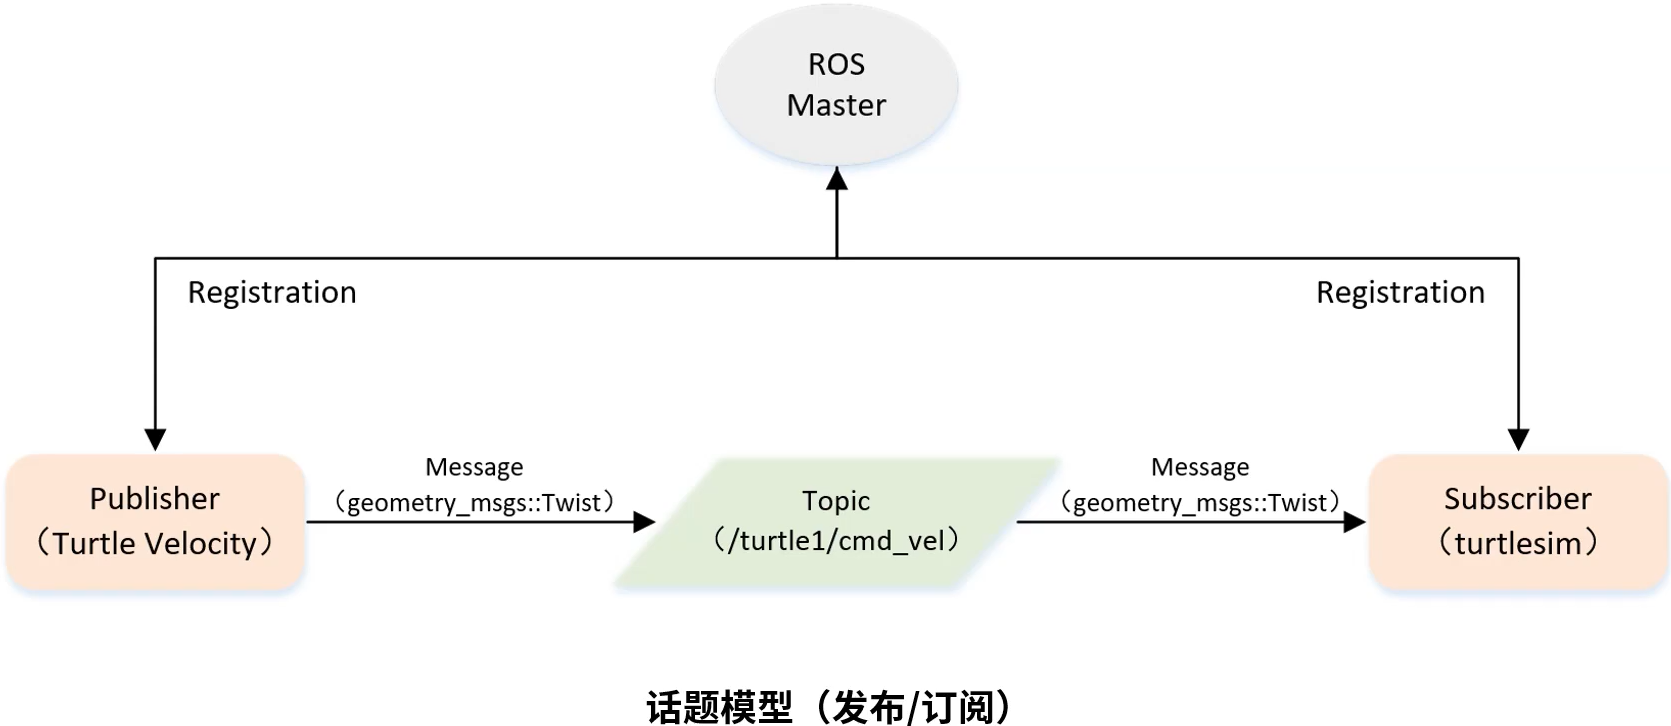 ROS
Master
Registration
Registration
Message
（geometry_msgs::Twist）
Message
（geometry_msgs::Twist）
Publisher
（Turtle Velocity）
Topic
（/turtle1/cmd_vel）
Subscriber
（turtlesim）
话题模型（发布/订阅）